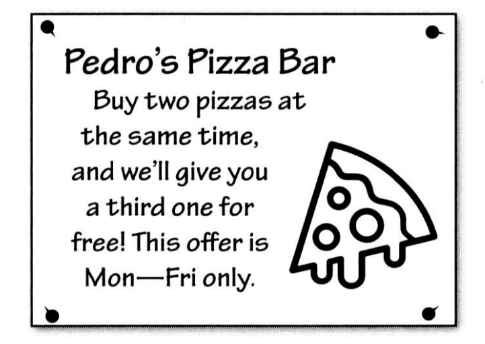 Pedro's Pizza Bar
Buy two pizzas at
the same time,
and we'll give you
a third one for
free! This offer is
Mon—Fri only.